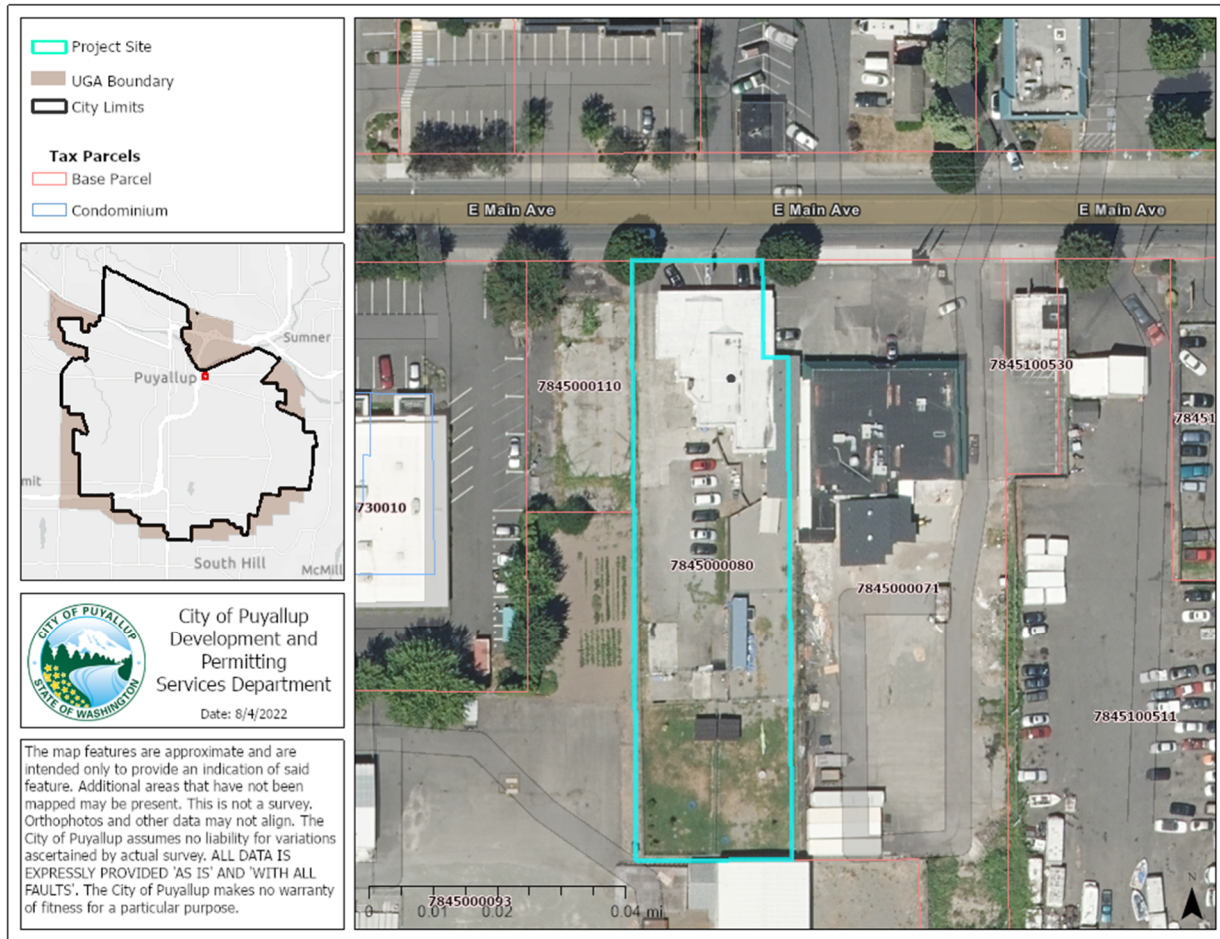 Project Site
UGA Boundary
City Limits
Tax Parcels
Base Parcel
Condominium
Puyallup
Sumner
mit
South Hill
McMill
CITY OF PUYALLUP
STATE OF WASHINGTON
City of Puyallup
Development and
Permitting
Services Department
Date: 8/4/2022
The map features are approximate and are
intended only to provide an indication of said
feature. Additional areas that have not been
mapped may be present. This is not a survey.
Orthophotos and other data may not align. The
City of Puyallup assumes no liability for variations
ascertained by actual survey. ALL DATA IS
EXPRESSLY PROVIDED 'AS IS' AND 'WITH ALL
FAULTS'. The City of Puyallup makes no warranty
of fitness for a particular purpose.
E Main Ave
E Main Ave
E Main Ave
7845000110
7845100530
78451
730010
7845000080
7845000071
7845100511
7845000093
0 0.01 0.02 0.04 mi
N